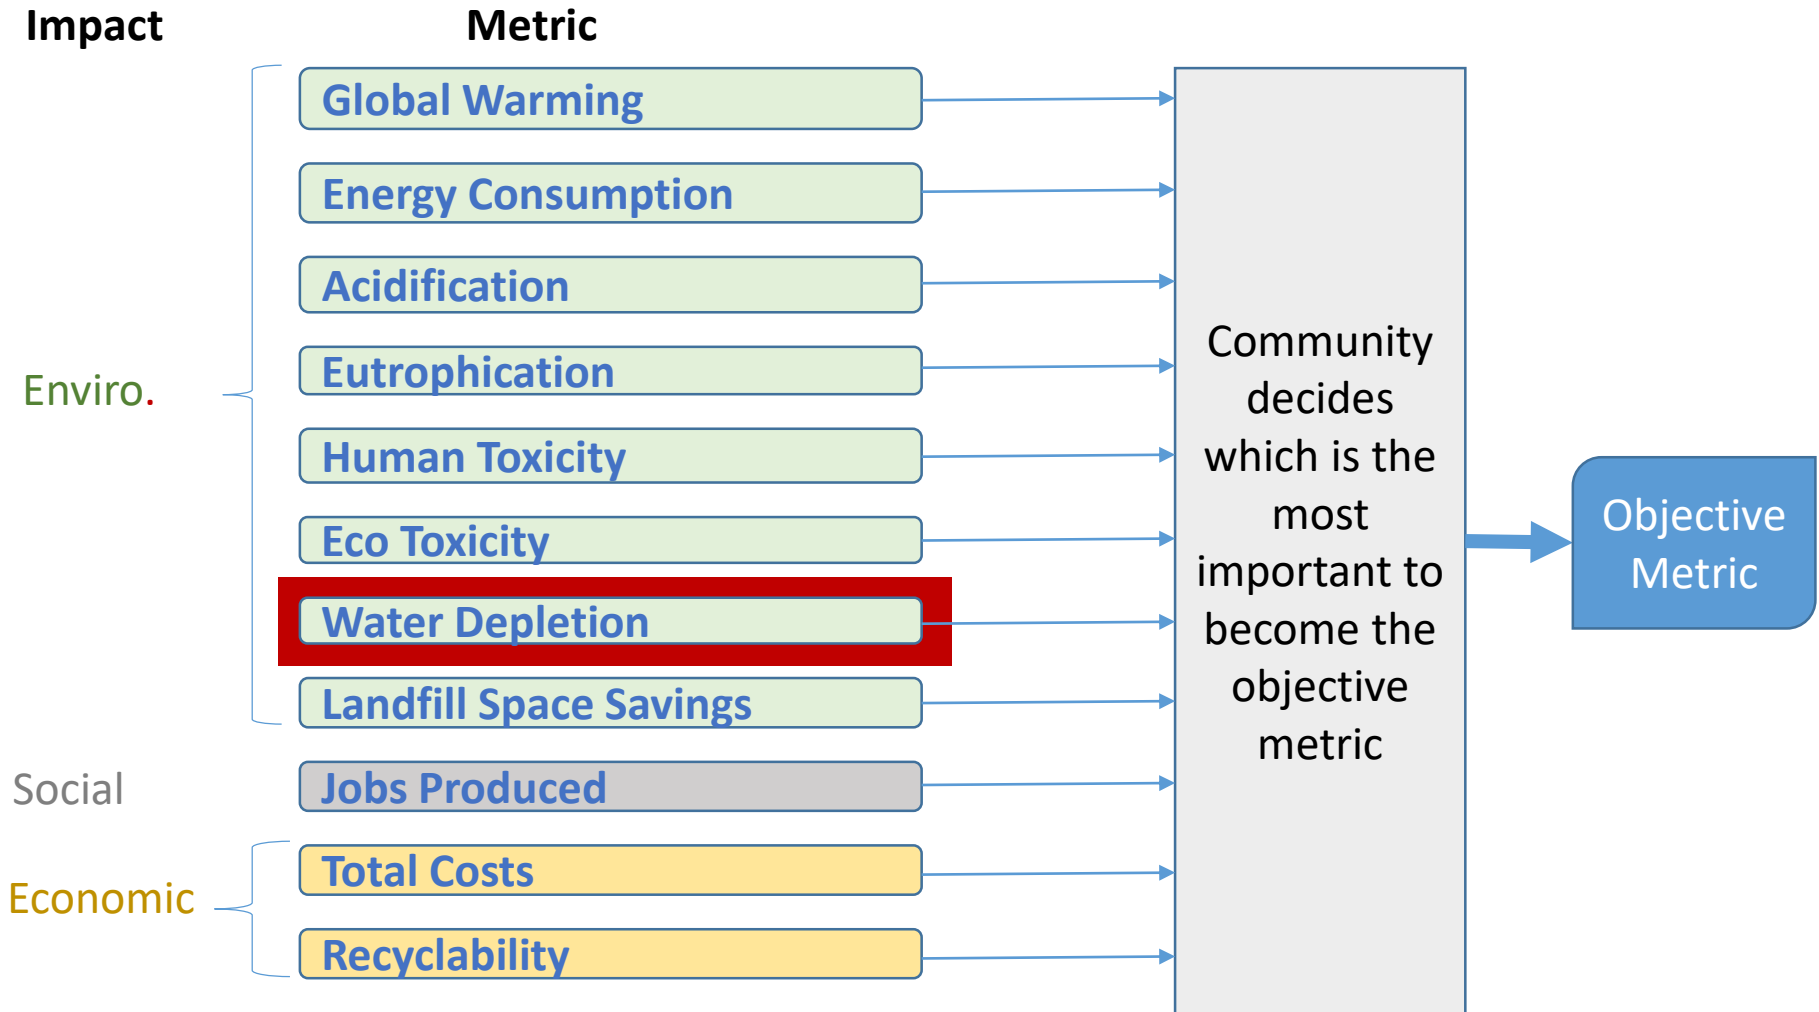 Impact
Metric
Global Warming
Energy Consumption
Acidification
Enviro.
Eutrophication
Human Toxicity
Eco Toxicity
Water Depletion
Landfill Space Savings
Social
Jobs Produced
Economic
Total Costs
Recyclability
Community
decides
which is the
most
important to
become the
objective
metric
Objective
Metric